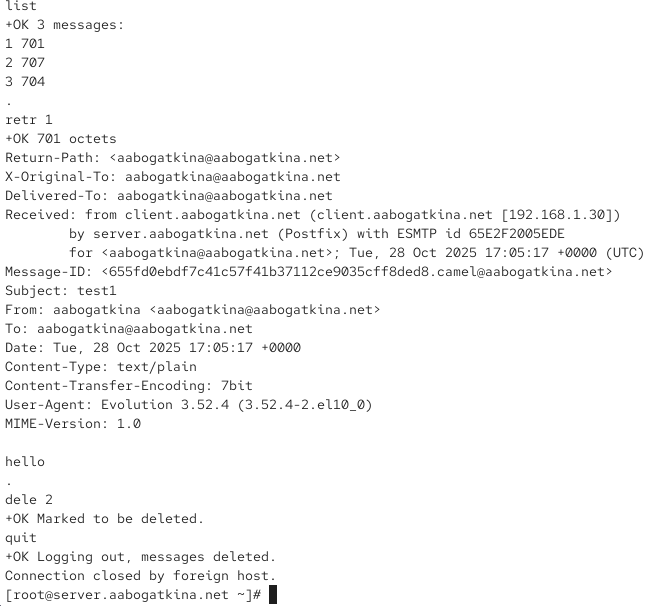 list
+OK 3 messages:
1 701
2 707
3 704
.
retr 1
+OK 701 octets
Return-Path: <aabogatkina@aabogatkina.net>
X-Original-To: aabogatkina@aabogatkina.net
Delivered-To: aabogatkina@aabogatkina.net
Received: from client.aabogatkina.net (client.aabogatkina.net [192.168.1.30])
        by server.aabogatkina.net (Postfix) with ESMTP id 65E2F2005EDE
        for <aabogatkina@aabogatkina.net>; Tue, 28 Oct 2025 17:05:17 +0000 (UTC)
Message-ID: <655fd0ebdf7c41c57f41b37112ce9035cff8ded8.camel@aabogatkina.net>
Subject: test1
From: aabogatkina <aabogatkina@aabogatkina.net>
To: aabogatkina@aabogatkina.net
Date: Tue, 28 Oct 2025 17:05:17 +0000
Content-Type: text/plain
Content-Transfer-Encoding: 7bit
User-Agent: Evolution 3.52.4 (3.52.4-2.el10_0)
MIME-Version: 1.0

hello
.
dele 2
+OK Marked to be deleted.
quit
+OK Logging out, messages deleted.
Connection closed by foreign host.
[root@server.aabogatkina.net ~]#